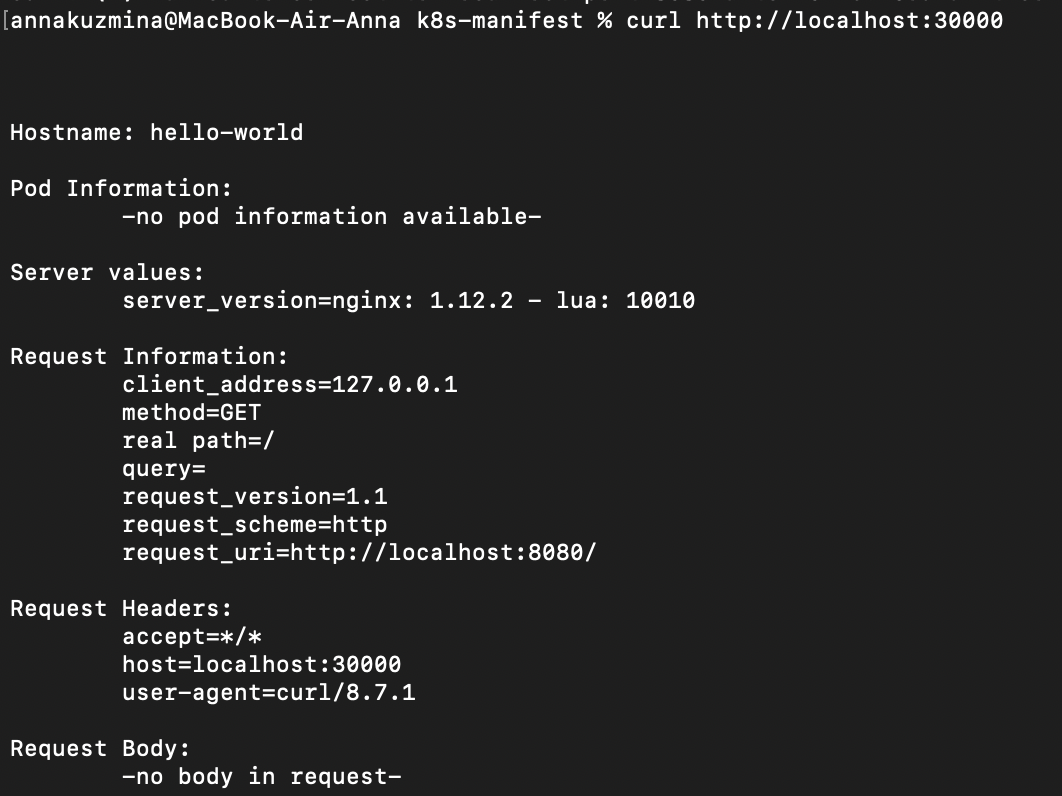 [annakuzmina@MacBook-Air-Anna k8s-manifest % curl http://localhost:30000
Hostname: hello-world
Pod Information:
-no pod information available-
Server values:
server_version=nginx: 1.12.2 - lua: 10010
Request Information:
client_address=127.0.0.1
method=GET
real path=/
query=
request_version=1.1
request_scheme=http
request_uri=http://localhost:8080/
Request Headers:
accept=*/*
host=localhost:30000
user-agent=curl/8.7.1
Request Body:
-no body in request-